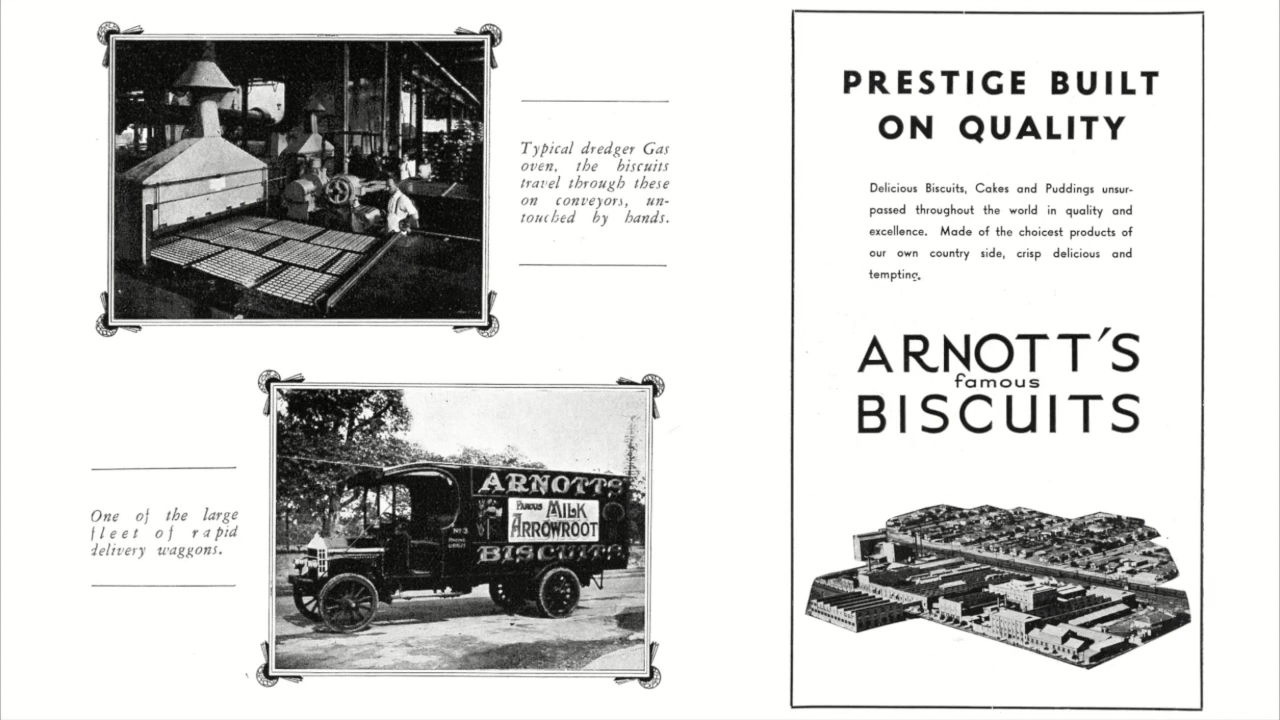 Typical dredger Gas
oven, the biscuits
travel through these
on conveyors, un-
touched by hands.
One of the large
fleet of rapid
delivery waggons.
ARNOTTS
FAMOUS MILK
ARROWROOT
BISCUITS
Nº3
PRESTIGE BUILT
ON QUALITY
Delicious Biscuits, Cakes and Puddings unsur-
passed throughout the world in quality and
excellence. Made of the choicest products of
our own country side, crisp delicious and
tempting.
ARNOTT'S
famous
BISCUITS